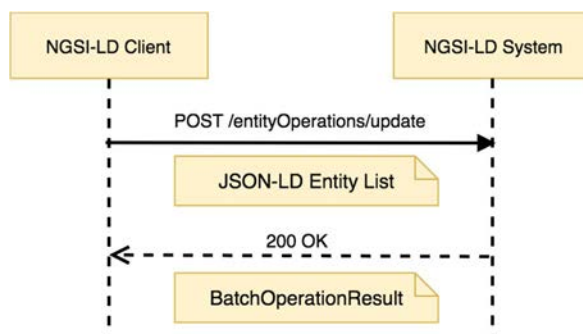 NGSI-LD Client
NGSI-LD System
POST /entityOperations/update
JSON-LD Entity List
200 OK
BatchOperationResult